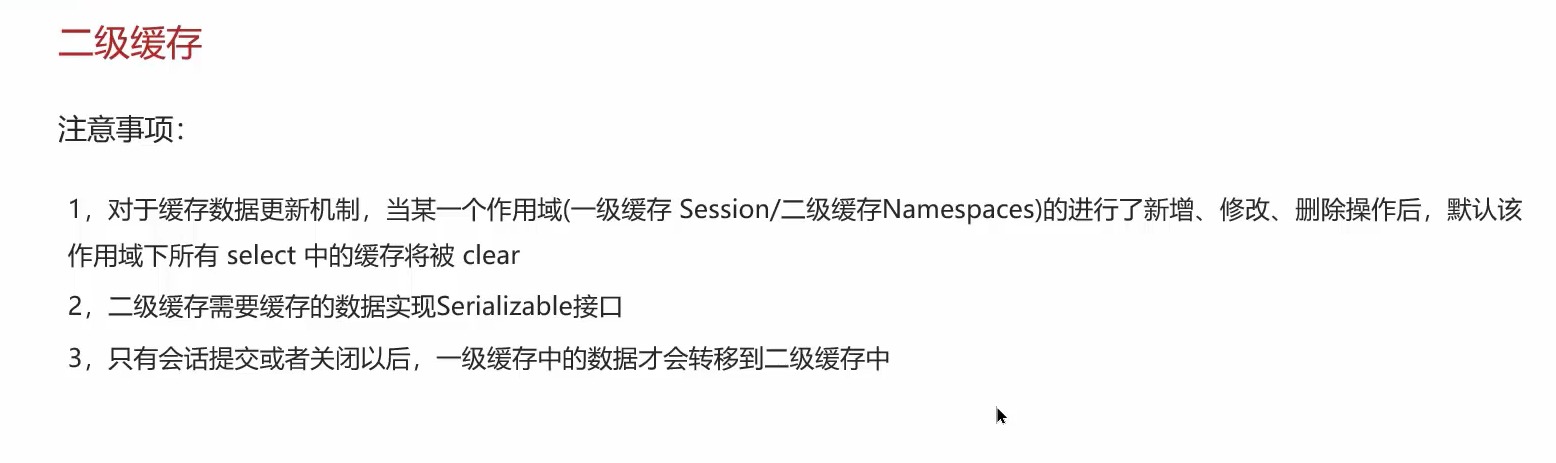 二级缓存
注意事项：
1，对于缓存数据更新机制，当某一个作用域(一级缓存 Session/二级缓存Namespaces)的进行了新增、修改、删除操作后，默认该
作用域下所有 select 中的缓存将被 clear
2，二级缓存需要缓存的数据实现Serializable接口
3，只有会话提交或者关闭以后，一级缓存中的数据才会转移到二级缓存中